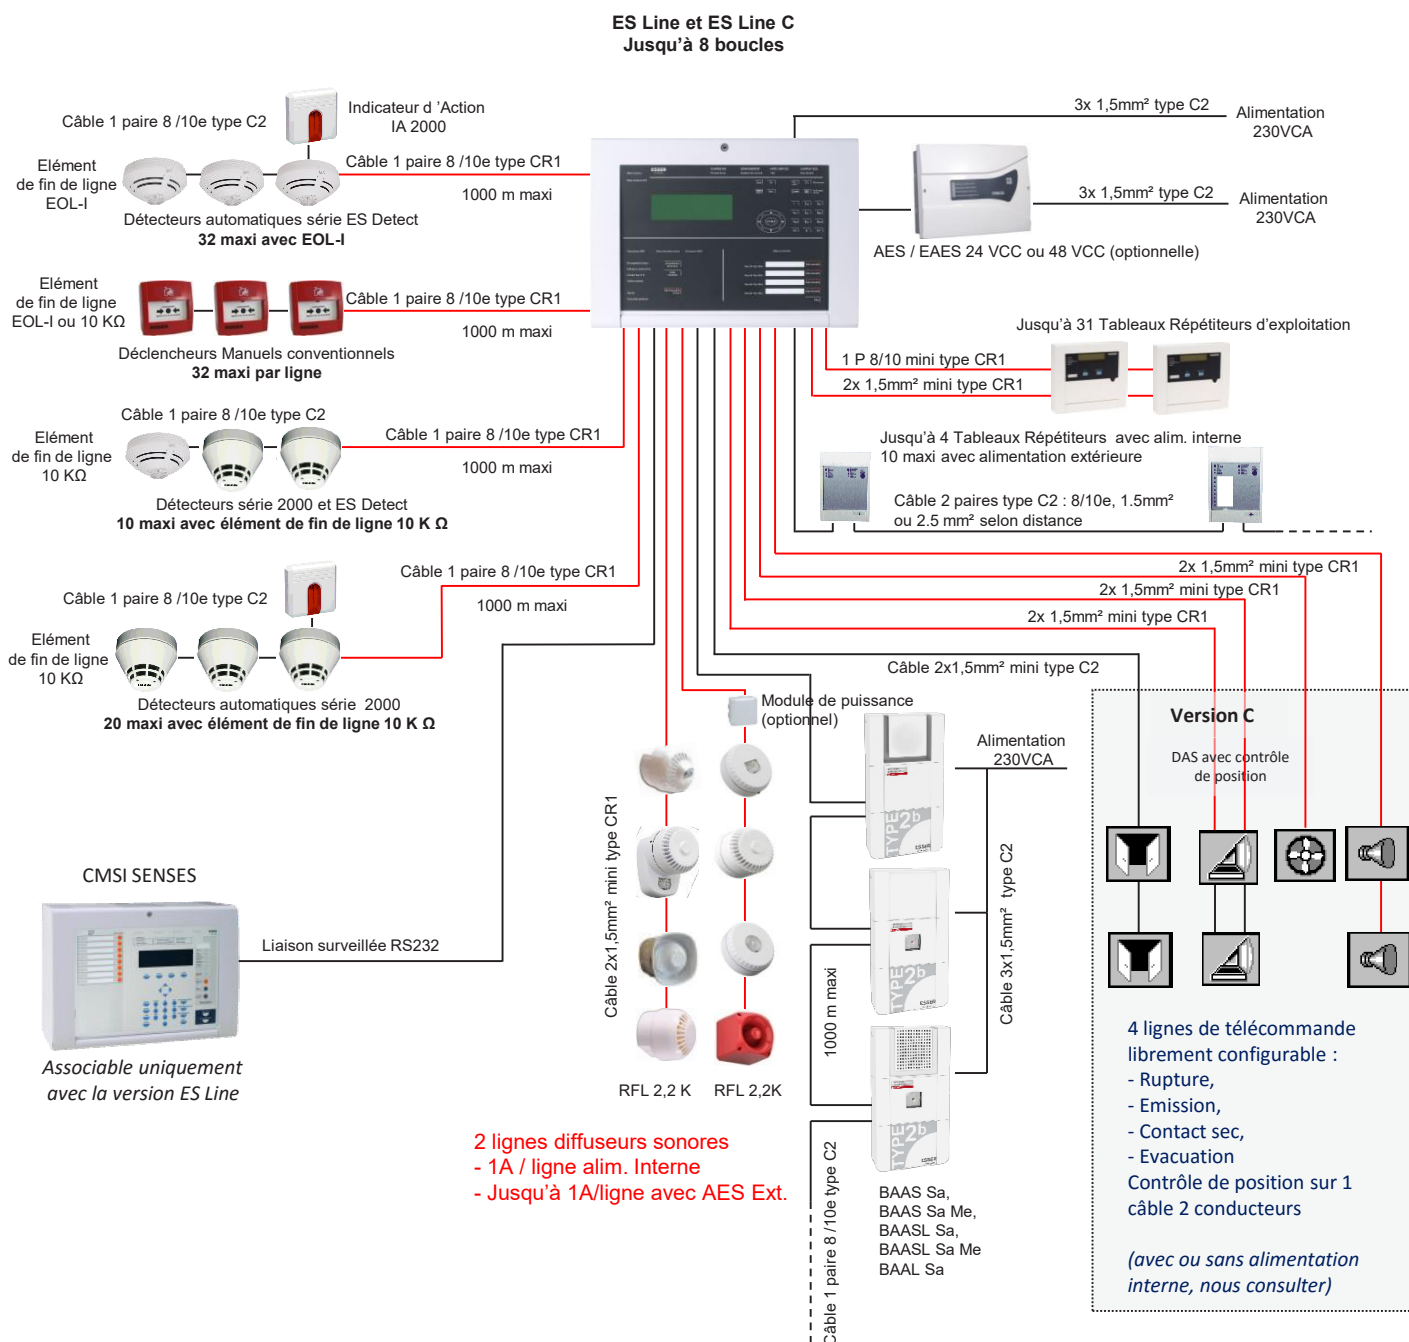 ES Line et ES Line C
Jusqu'à 8 boucles
Câble 1 paire 8 /10e type C2
Indicateur d 'Action
IA 2000
Elément
de fin de ligne
EOL-I
Câble 1 paire 8 /10e type CR1
1000 m maxi
Détecteurs automatiques série ES Detect
32 maxi avec EOL-I
3x 1,5mm² type C2
Alimentation
230VCA
3x 1,5mm² type C2
Alimentation
230VCA
AES / EAES 24 VCC ou 48 VCC (optionnelle)
Elément
de fin de ligne
EOL-I ou 10 KΩ
Câble 1 paire 8 /10e type CR1
1000 m maxi
Déclencheurs Manuels conventionnels
32 maxi par ligne
Jusqu'à 31 Tableaux Répétiteurs d'exploitation
1 P 8/10 mini type CR1
2x 1,5mm² mini type CR1
Câble 1 paire 8 /10e type C2
Elément
de fin de ligne
10 KΩ
Câble 1 paire 8 /10e type CR1
1000 m maxi
Détecteurs série 2000 et ES Detect
10 maxi avec élément de fin de ligne 10 K Ω
Jusqu'à 4 Tableaux Répétiteurs avec alim. interne
10 maxi avec alimentation extérieure
Câble 2 paires type C2 : 8/10e, 1.5mm²
ou 2.5 mm² selon distance
Câble 1 paire 8 /10e type CR1
1000 m maxi
Câble 1 paire 8 /10e type C2
Elément
de fin de ligne
10 KΩ
Détecteurs automatiques série 2000
20 maxi avec élément de fin de ligne 10 K Ω
2x 1,5mm² mini type CR1
2x 1,5mm² mini type CR1
2x 1,5mm² mini type CR1
Câble 2x1,5mm² mini type C2
Module de puissance
(optionnel)
Alimentation
230VCA
Version C
DAS avec contrôle
de position
Câble 2x1,5mm² mini type CR1
TYPE 2b
ESSER
TYPE 2b
ESSER
TYPE 2b
1000 m maxi
Câble 3x1,5mm² type C2
CMSI SENSES
Liaison surveillée RS232
Associable uniquement
avec la version ES Line
RFL 2,2 K
RFL 2,2K
2 lignes diffuseurs sonores
- 1A / ligne alim. Interne
- Jusqu'à 1A/ligne avec AES Ext.
Câble 1 paire 8 /10e type C2
BAAS Sa,
BAAS Sa Me,
BAASL Sa,
BAASL Sa Me
BAAL Sa
4 lignes de télécommande
librement configurable :
- Rupture,
- Emission,
- Contact sec,
- Evacuation
Contrôle de position sur 1
câble 2 conducteurs
(avec ou sans alimentation
interne, nous consulter)